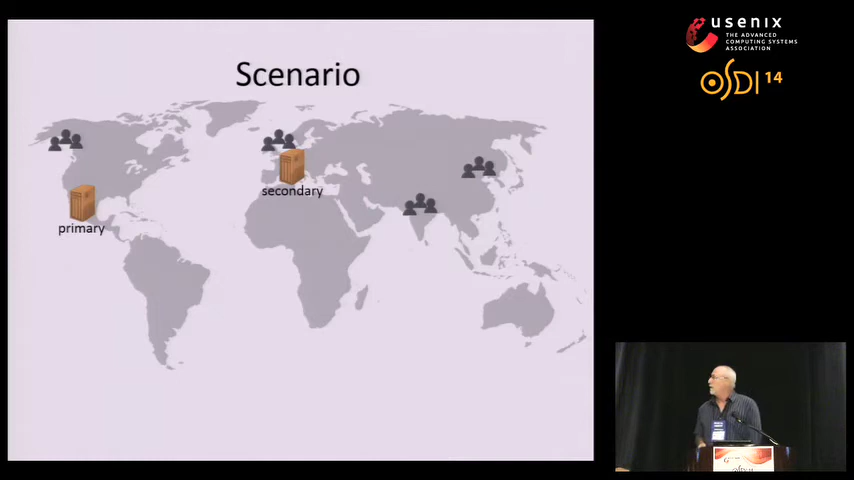 Scenario
primary
secondary
usenix
THE ADVANCED
COMPUTING SYSTEMS
ASSOCIATION
OSDI 14